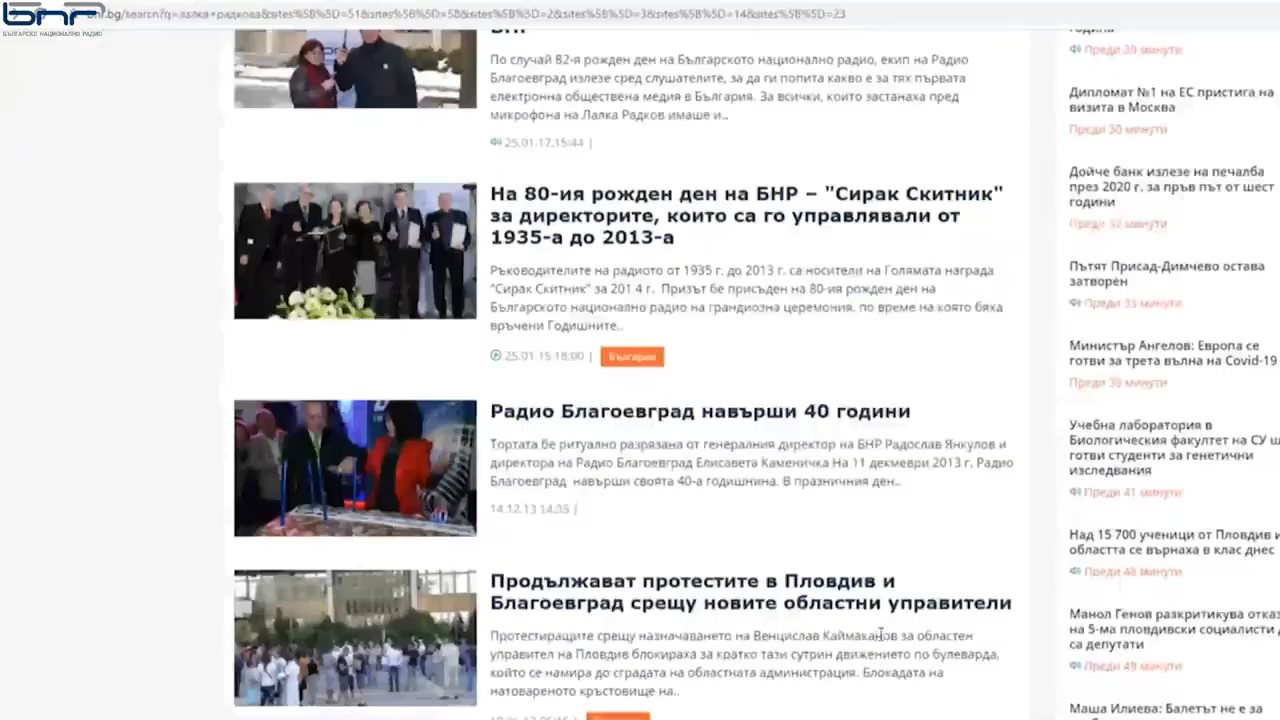 бнр
БЪЛГАРСКО НАЦИОНАЛНО РАДИО
bnr.bg/search?q=лалка+радкова&sites%5B%5D=51&sites%5B%5D=58&sites%5B%5D=2&sites%5B%5D=3&sites%5B%5D=14&sites%5B%5D=23
БНР
По случай 82-я рожден ден на Българското национално радио, екип на Радио
Благоевград излезе сред слушателите, за да ги попита какво е за тях първата
електронна обществена медия в България. За всички, които застанаха пред
микрофона на Лалка Радков имаше и..
25.01.17 15:44 |
На 80-ия рожден ден на БНР – "Сирак Скитник"
за директорите, които са го управлявали от
1935-а до 2013-а
Ръководителите на радиото от 1935 г. до 2013 г. са носители на Голямата награда
"Сирак Скитник" за 2014 г. Призът бе присъден на 80-ия рожден ден на
Българското национално радио на грандиозна церемония, по време на която бяха
връчени Годишните..
25.01.15 18:00 |
България
Радио Благоевград навърши 40 години
Тортата бе ритуално разрязана от генералния директор на БНР Радослав Янкулов и
директора на Радио Благоевград Елисавета Каменичка На 11 декември 2013 г. Радио
Благоевград навърши своята 40-а годишнина. В празничния ден..
14.12.13 14:35 |
Продължават протестите в Пловдив и
Благоевград срещу новите областни управители
Протестиращите срещу назначаването на Венцислав Каймаканов за областен
управител на Пловдив блокираха за кратко тази сутрин движението по булеварда,
който се намира до сградата на областната администрация. Блокадата на
натовареното кръстовище на..
година
Преди 29 минути
Дипломат №1 на ЕС пристига на
визита в Москва
Преди 30 минути
Дойче банк излезе на печалба
през 2020 г. за пръв път от шест
години
Преди 32 минути
Пътят Присад-Димчево остава
затворен
Преди 33 минути
Министър Ангелов: Европа се
готви за трета вълна на Covid-19
Преди 39 минути
Учебна лаборатория в
Биологическия факултет на СУ щ
готви студенти за генетични
изследвания
Преди 41 минути
Над 15 700 ученици от Пловдив и
областта се върнаха в клас днес
Преди 48 минути
Манол Генов разкритикува отказ
на 5-ма пловдивски социалисти д
са депутати
Преди 49 минути
Маша Илиева: Балетът не е за